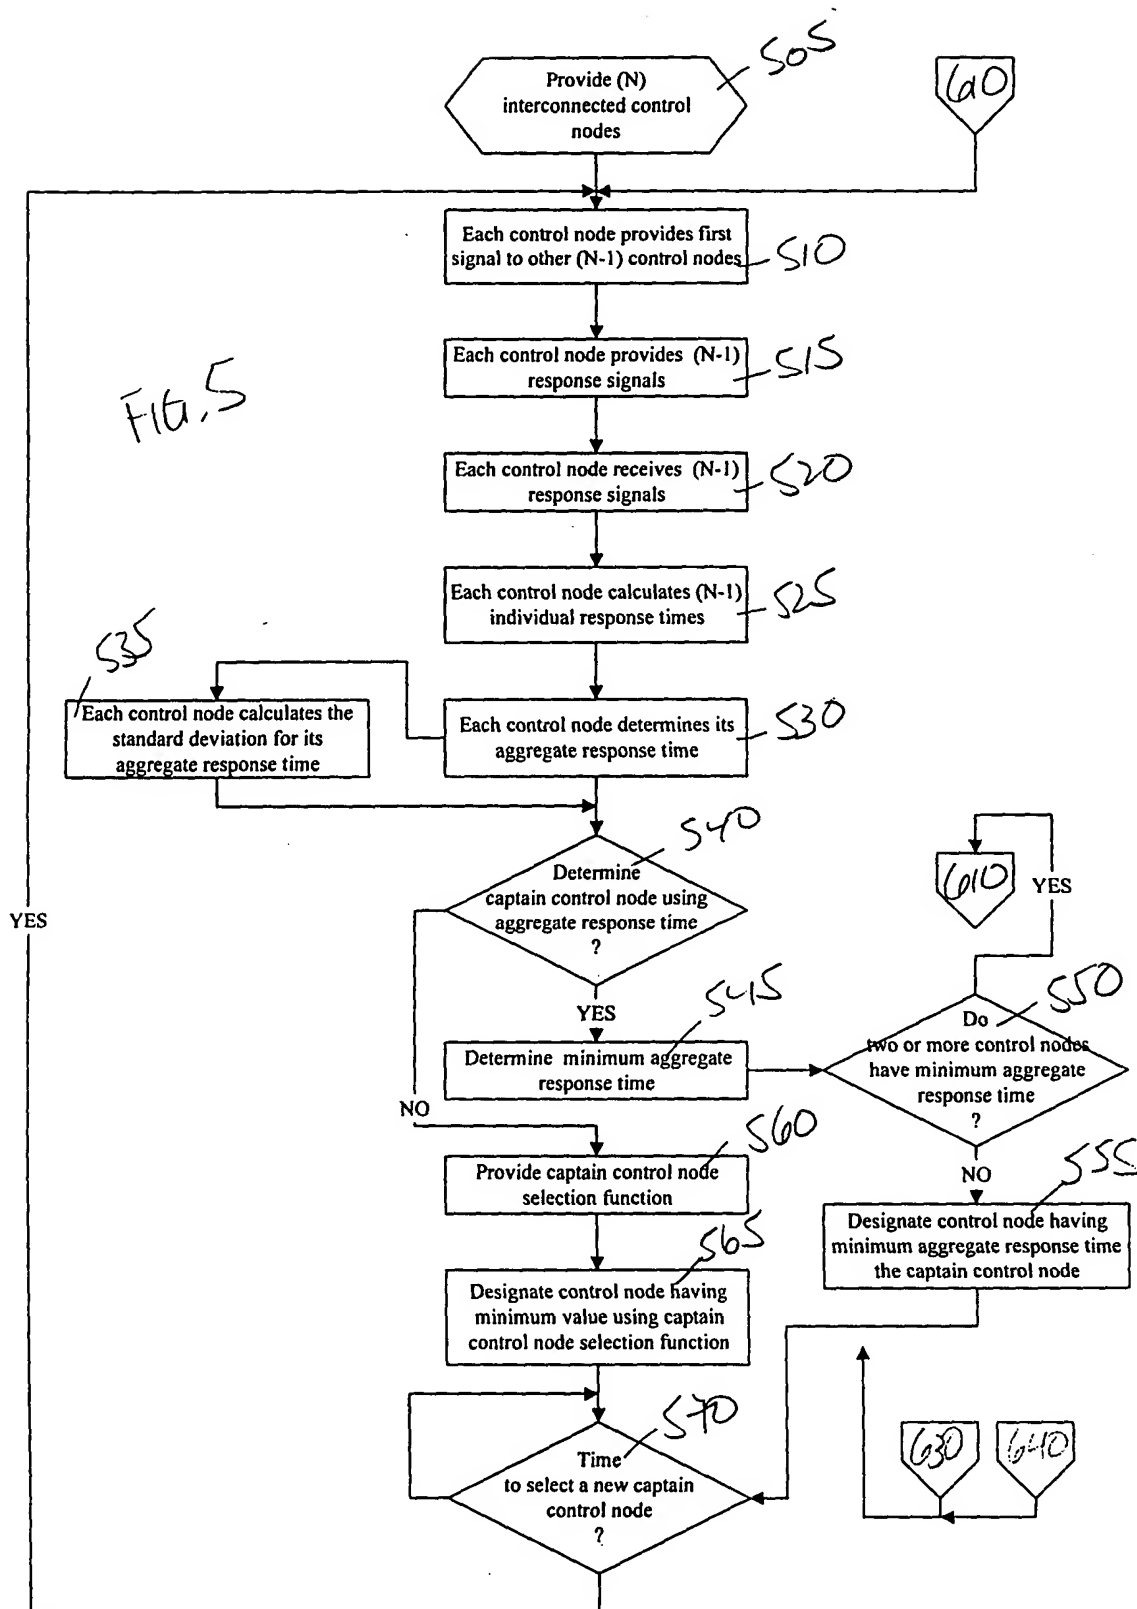 505
Provide (N)
interconnected control
nodes
610
Each control node provides first
signal to other (N-1) control nodes
510
Each control node provides (N-1)
response signals
515
FIG. 5
Each control node receives (N-1)
response signals
520
Each control node calculates (N-1)
individual response times
525
535
Each control node calculates the
standard deviation for its
aggregate response time
Each control node determines its
aggregate response time
530
540
Determine
captain control node using
aggregate response time
?
610
YES
YES
YES
545
Determine minimum aggregate
response time
550
Do
two or more control nodes
have minimum aggregate
response time
?
NO
560
Provide captain control node
selection function
NO
555
Designate control node having
minimum aggregate response time
the captain control node
565
Designate control node having
minimum value using captain
control node selection function
570
Time
to select a new captain
control node
?
630
640